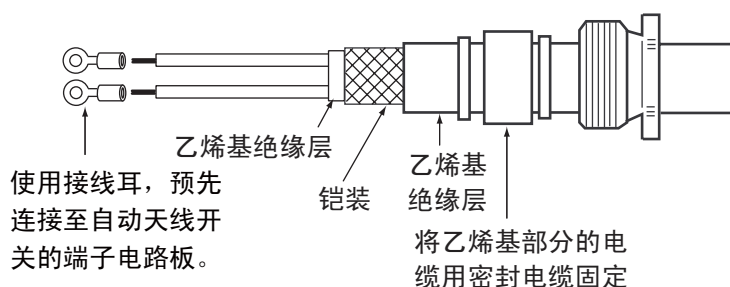 乙烯基绝缘层
铠装
乙烯基
绝缘层
使用接线耳，预先
连接至自动天线开
关的端子电路板。
将乙烯基部分的电
缆用密封电缆固定